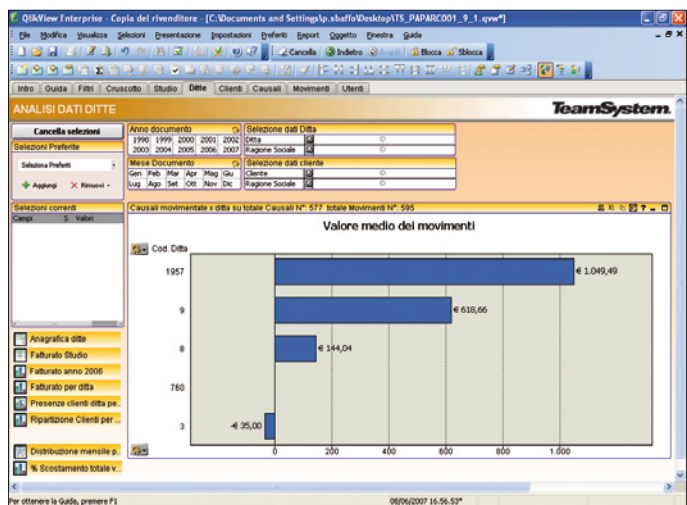 QlikView Enterprise - Copia del rivenditore - [C:\Documents and Settings\p.sbaffo\Desktop\TS_PAPARC001_9_1.qvw*]
File Modifica Visualizza Selezioni Presentazione Impostazioni Preferiti Report Oggetto Finestra Guida
Cancella Indietro Avanti Blocca Sblocca
Intro Guida Filtri Cruscotto Studio Ditte Clienti Causali Movimenti Utenti
ANALISI DATI DITTE
TeamSystem.
Cancella selezioni
Selezioni Preferite
Seleziona Preferiti
Aggiungi Rimuovi
Anno documento
1998 1999 2000 2001 2002
2003 2004 2005 2006 2007
Mese Documento
Gen Feb Mar Apr Mag Giu
Lug Ago Set Ott Nov Dic
Selezione dati Ditta
Ditta
Ragione Sociale
Selezione dati cliente
Cliente
Ragione Sociale
Selezioni correnti
Campi S Valori
Causali movimentate x ditta su totale Causali N°: 577 totale Movimenti N°: 595
Valore medio dei movimenti
Cod. Ditta
1957 € 1.049,49
9 € 618,66
8 € 144,04
760
3 -€ 35,00
0 200 400 600 800 1.000
Anagrafica ditte
Fatturato Studio
Fatturato anno 2006
Fatturato per ditta
Presenze clienti ditta pe..
Ripartizione Clienti per ...
Distribuzione mensile p..
% Scostamento totale v...
Per ottenere la Guida, premere F1
08/06/2007 16.56.53*